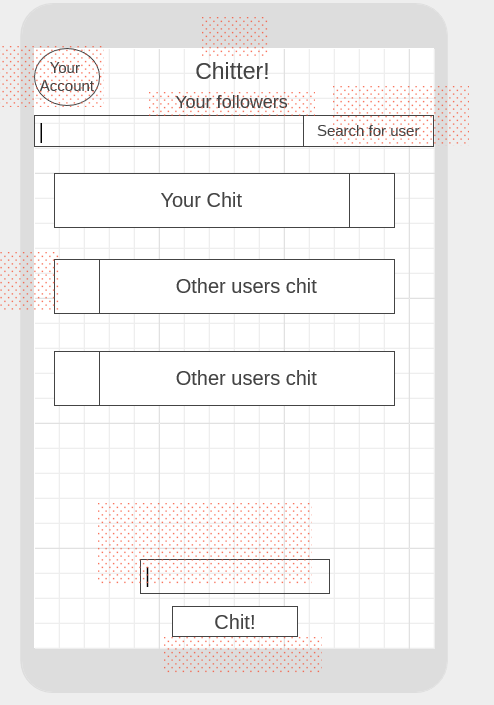 Your
Account
Chitter!
Your followers
Search for user
Your Chit
Other users chit
Other users chit
Chit!